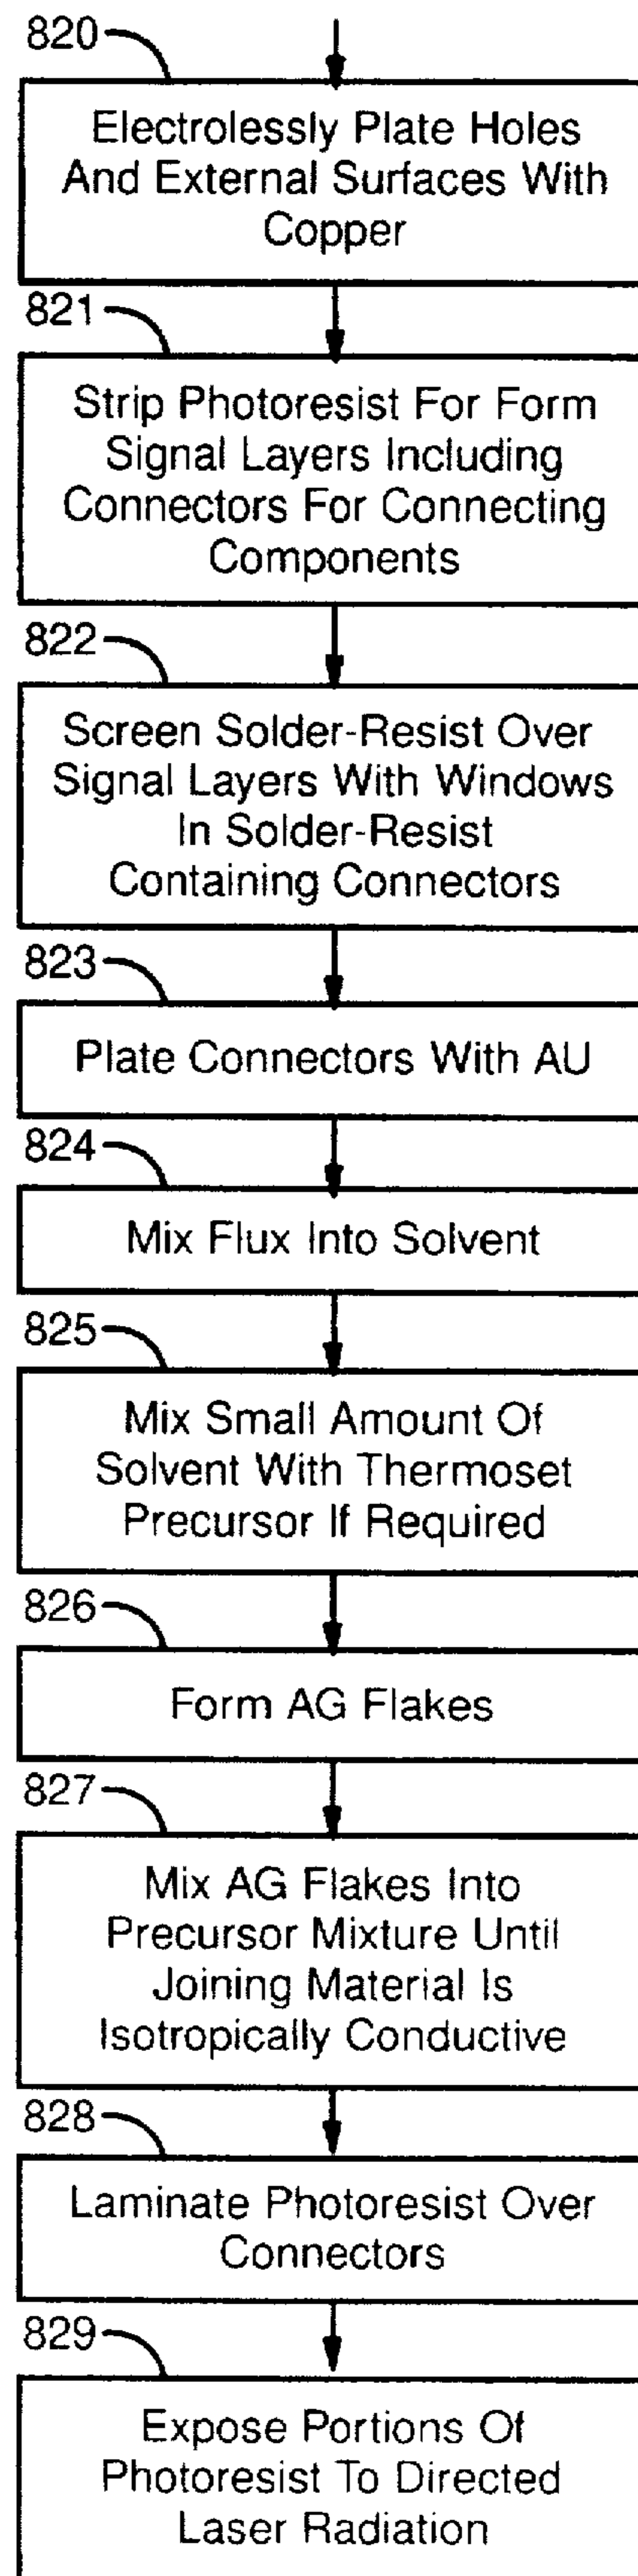 820
Electrolessly Plate Holes
And External Surfaces With
Copper
821
Strip Photoresist For Form
Signal Layers Including
Connectors For Connecting
Components
822
Screen Solder-Resist Over
Signal Layers With Windows
In Solder-Resist
Containing Connectors
823
Plate Connectors With AU
824
Mix Flux Into Solvent
825
Mix Small Amount Of
Solvent With Thermoset
Precursor If Required
826
Form AG Flakes
827
Mix AG Flakes Into
Precursor Mixture Until
Joining Material Is
Isotropically Conductive
828
Laminate Photoresist Over
Connectors
829
Expose Portions Of
Photoresist To Directed
Laser Radiation